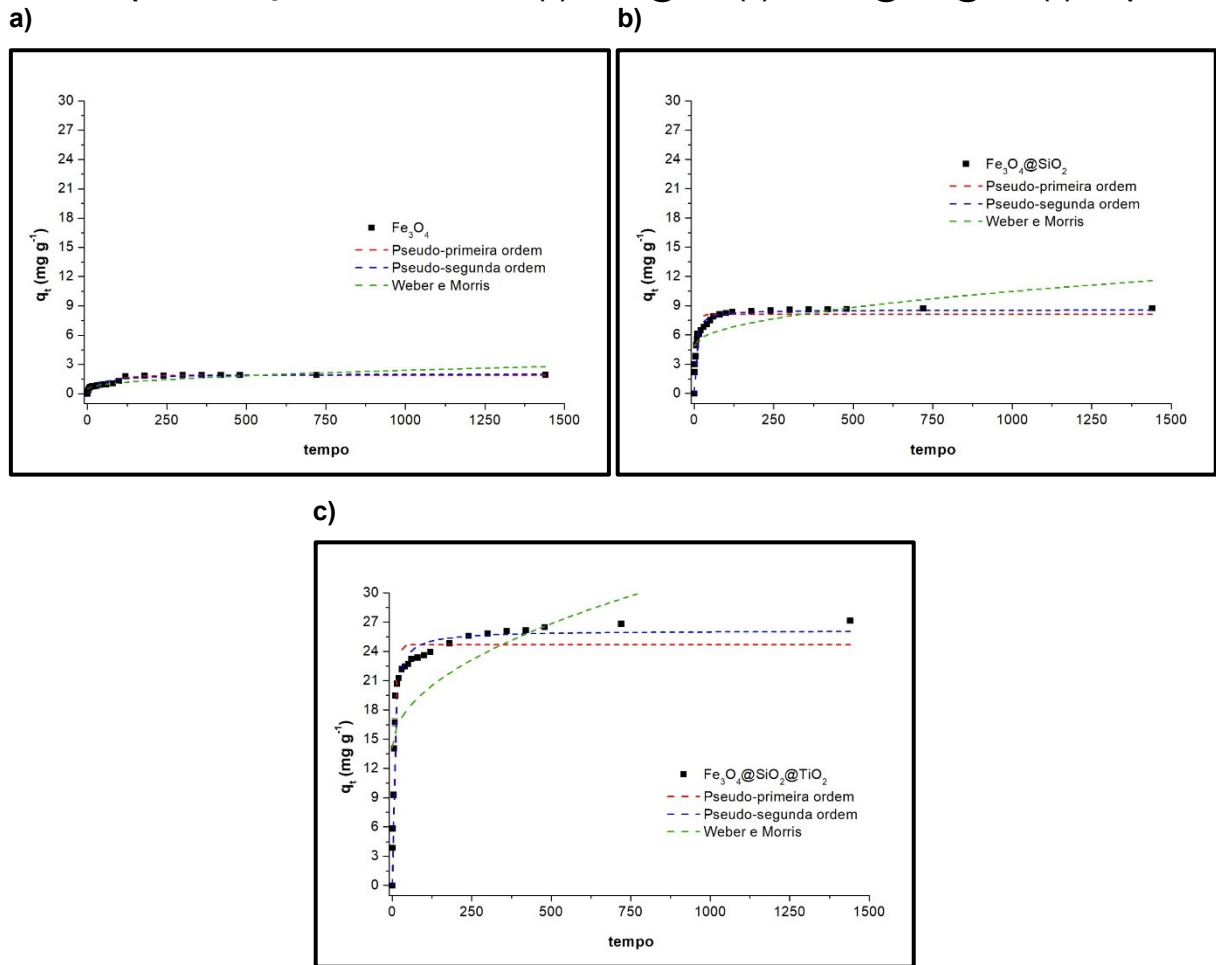 a)
b)
30
27
24
21
18
15
12
9
6
3
0
q_t (mg g⁻¹)
Fe₃O₄
Pseudo-primeira ordem
Pseudo-segunda ordem
Weber e Morris
0 250 500 750 1000 1250 1500
tempo
30
27
24
21
18
15
12
9
6
3
0
q_t (mg g⁻¹)
Fe₃O₄@SiO₂
Pseudo-primeira ordem
Pseudo-segunda ordem
Weber e Morris
0 250 500 750 1000 1250 1500
tempo
c)
30
27
24
21
18
15
12
9
6
3
0
q_t (mg g⁻¹)
Fe₃O₄@SiO₂@TiO₂
Pseudo-primeira ordem
Pseudo-segunda ordem
Weber e Morris
0 250 500 750 1000 1250 1500
tempo